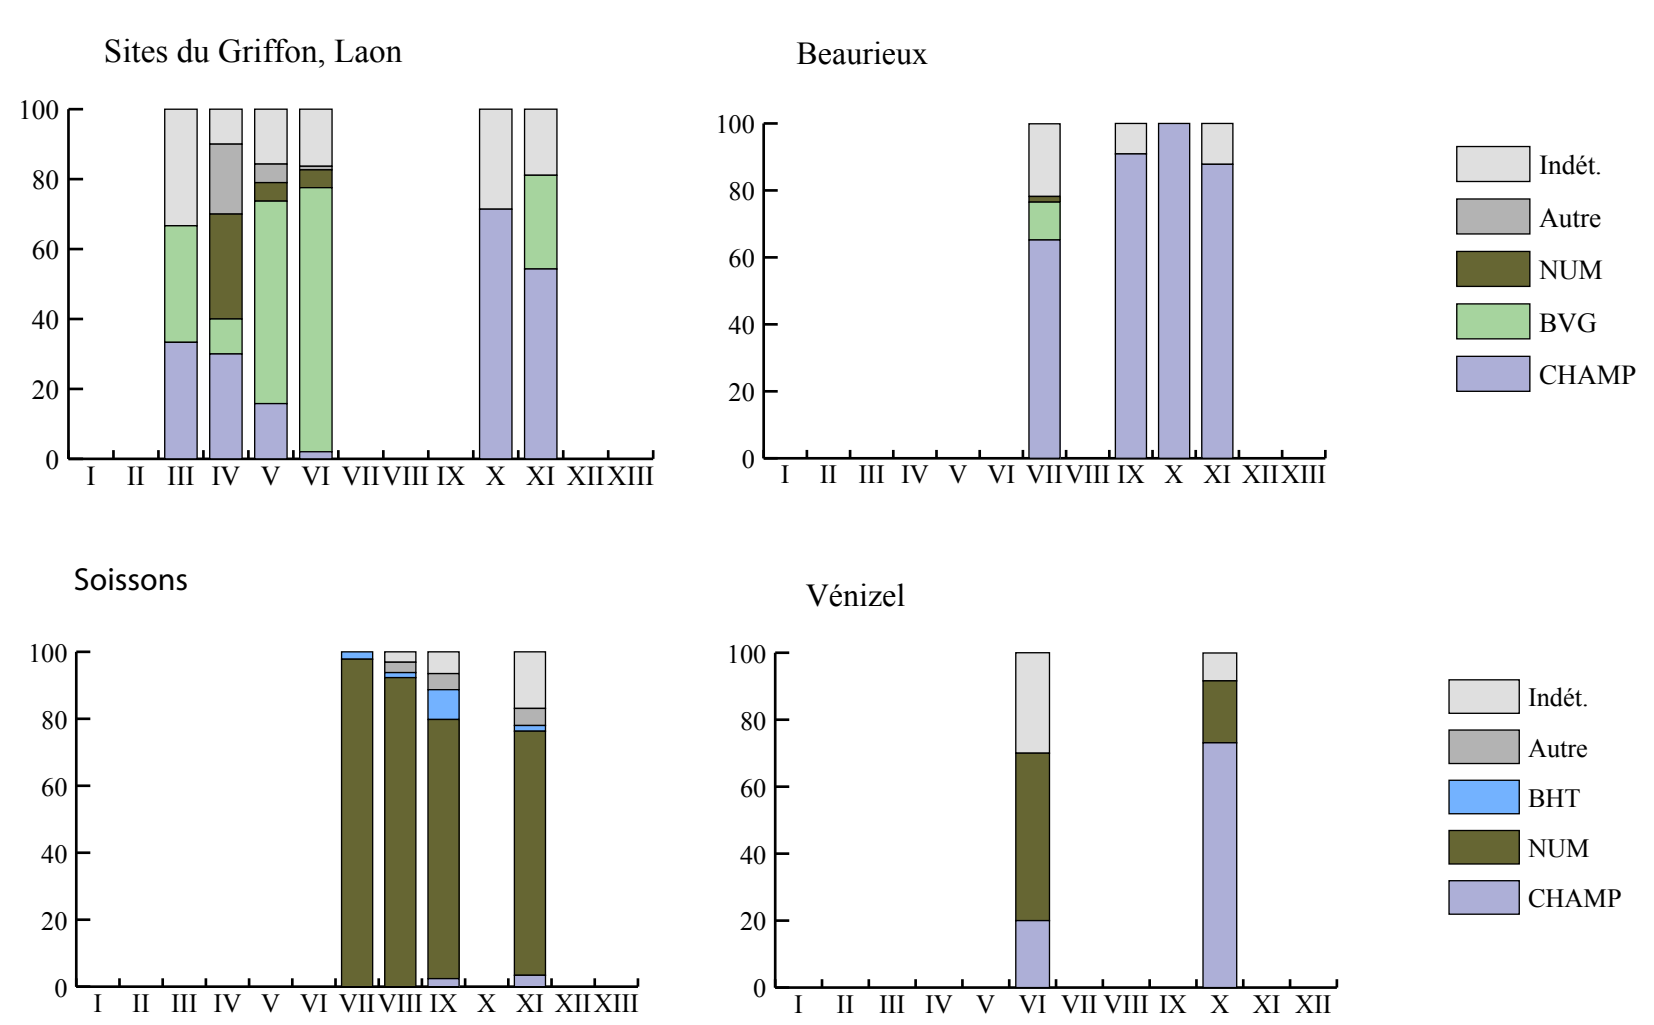 Sites du Griffon, Laon
100
80
60
40
20
0
I II III IV V VI VII VIII IX X XI XII XIII
Beaurieux
100
80
60
40
20
0
I II III IV V VI VII VIII IX X XI XII XIII
Indét.
Autre
NUM
BVG
CHAMP
Soissons
100
80
60
40
20
0
I II III IV V VI VII VIII IX X XI XII XIII
Vénizel
100
80
60
40
20
0
I II III IV V VI VII VIII IX X XI XII
Indét.
Autre
BHT
NUM
CHAMP